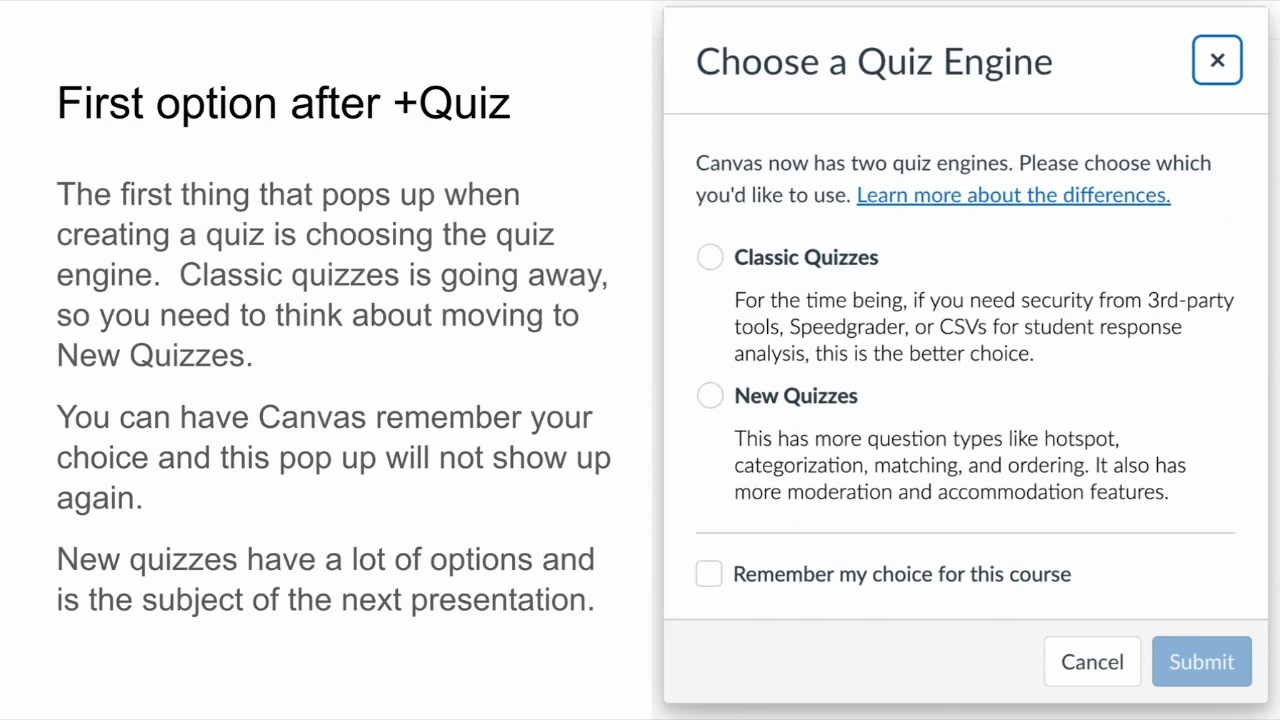 First option after +Quiz
The first thing that pops up when
creating a quiz is choosing the quiz
engine.  Classic quizzes is going away,
so you need to think about moving to
New Quizzes.
You can have Canvas remember your
choice and this pop up will not show up
again.
New quizzes have a lot of options and
is the subject of the next presentation.
Choose a Quiz Engine
×
Canvas now has two quiz engines. Please choose which
you'd like to use. Learn more about the differences.
Classic Quizzes
For the time being, if you need security from 3rd-party
tools, Speedgrader, or CSVs for student response
analysis, this is the better choice.
New Quizzes
This has more question types like hotspot,
categorization, matching, and ordering. It also has
more moderation and accommodation features.
Remember my choice for this course
Cancel Submit